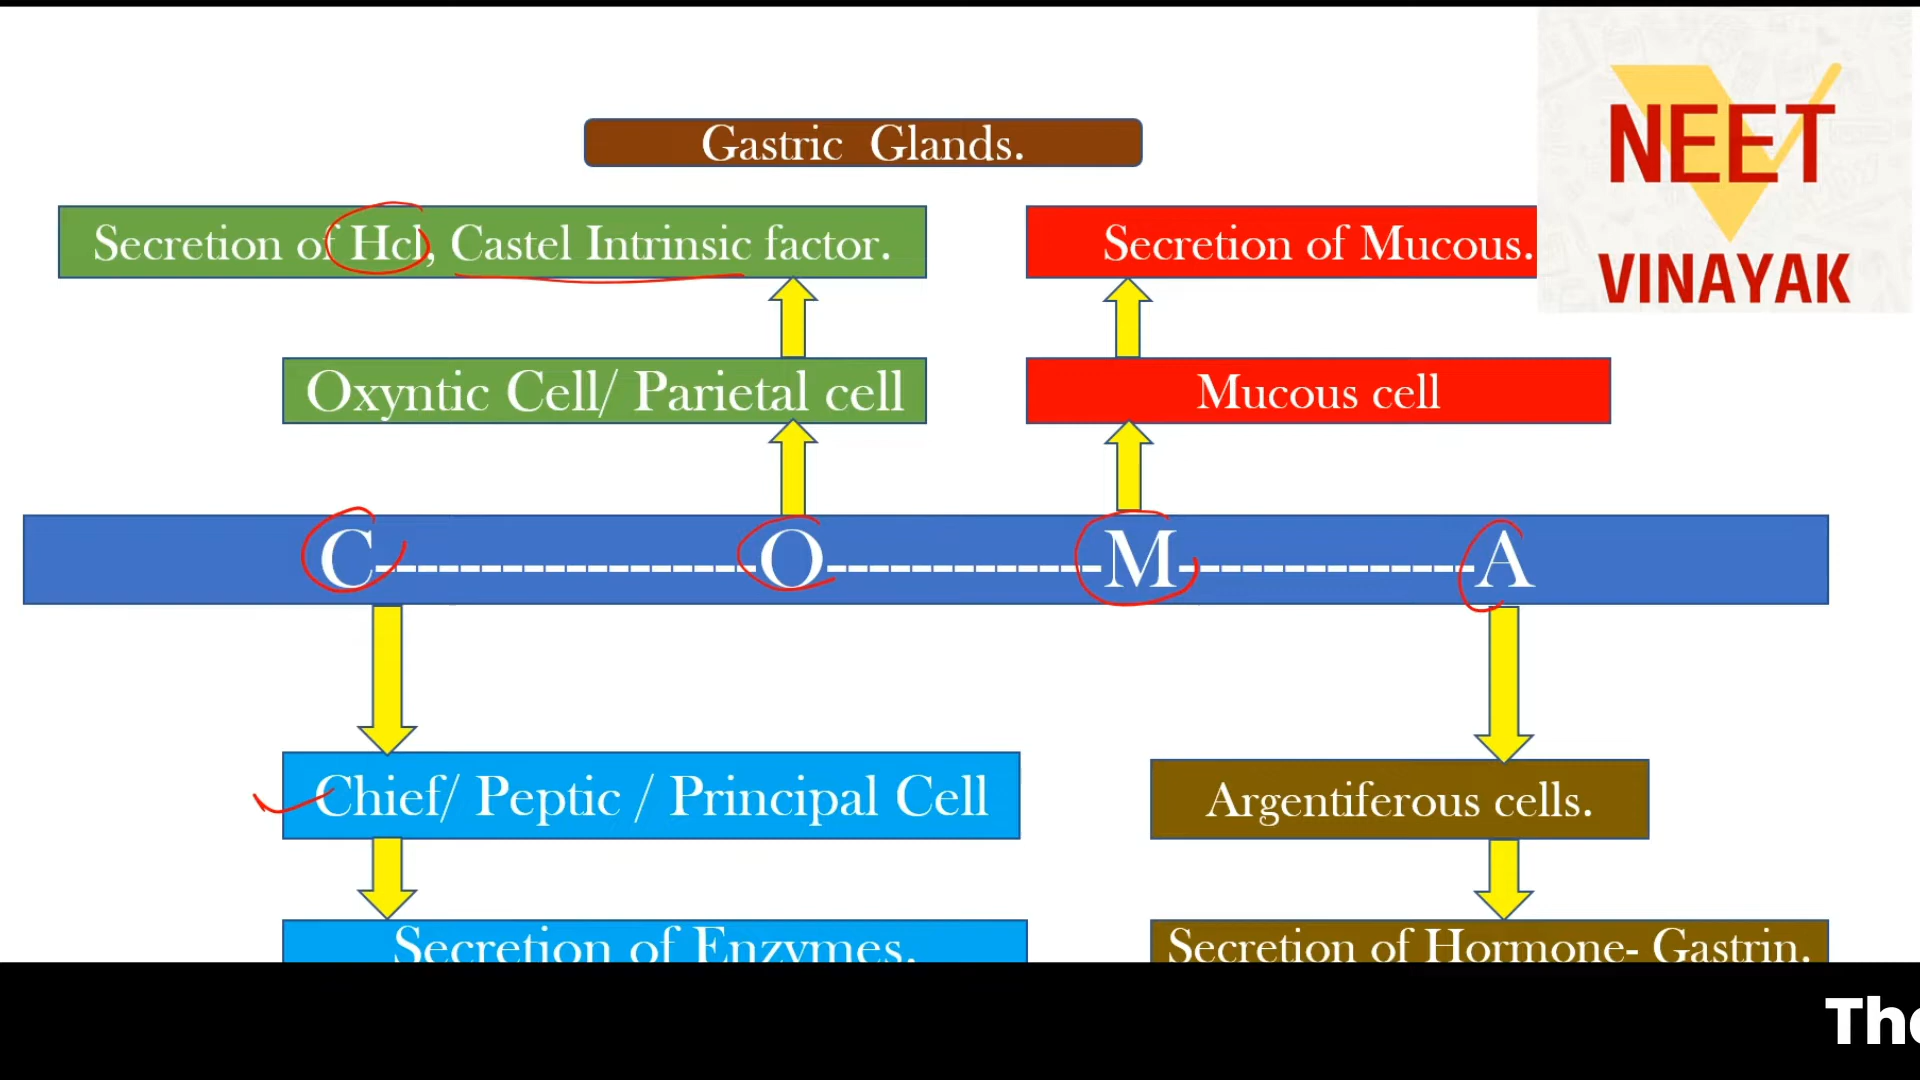 Gastric Glands.
Secretion of Hcl, Castel Intrinsic factor.
Secretion of Mucous.
NEET
VINAYAK
Oxyntic Cell/ Parietal cell
Mucous cell
C---------------------O---------------M---------------A
Chief/ Peptic / Principal Cell
Argentiferous cells.
Secretion of Enzymes.
Secretion of Hormone- Gastrin.